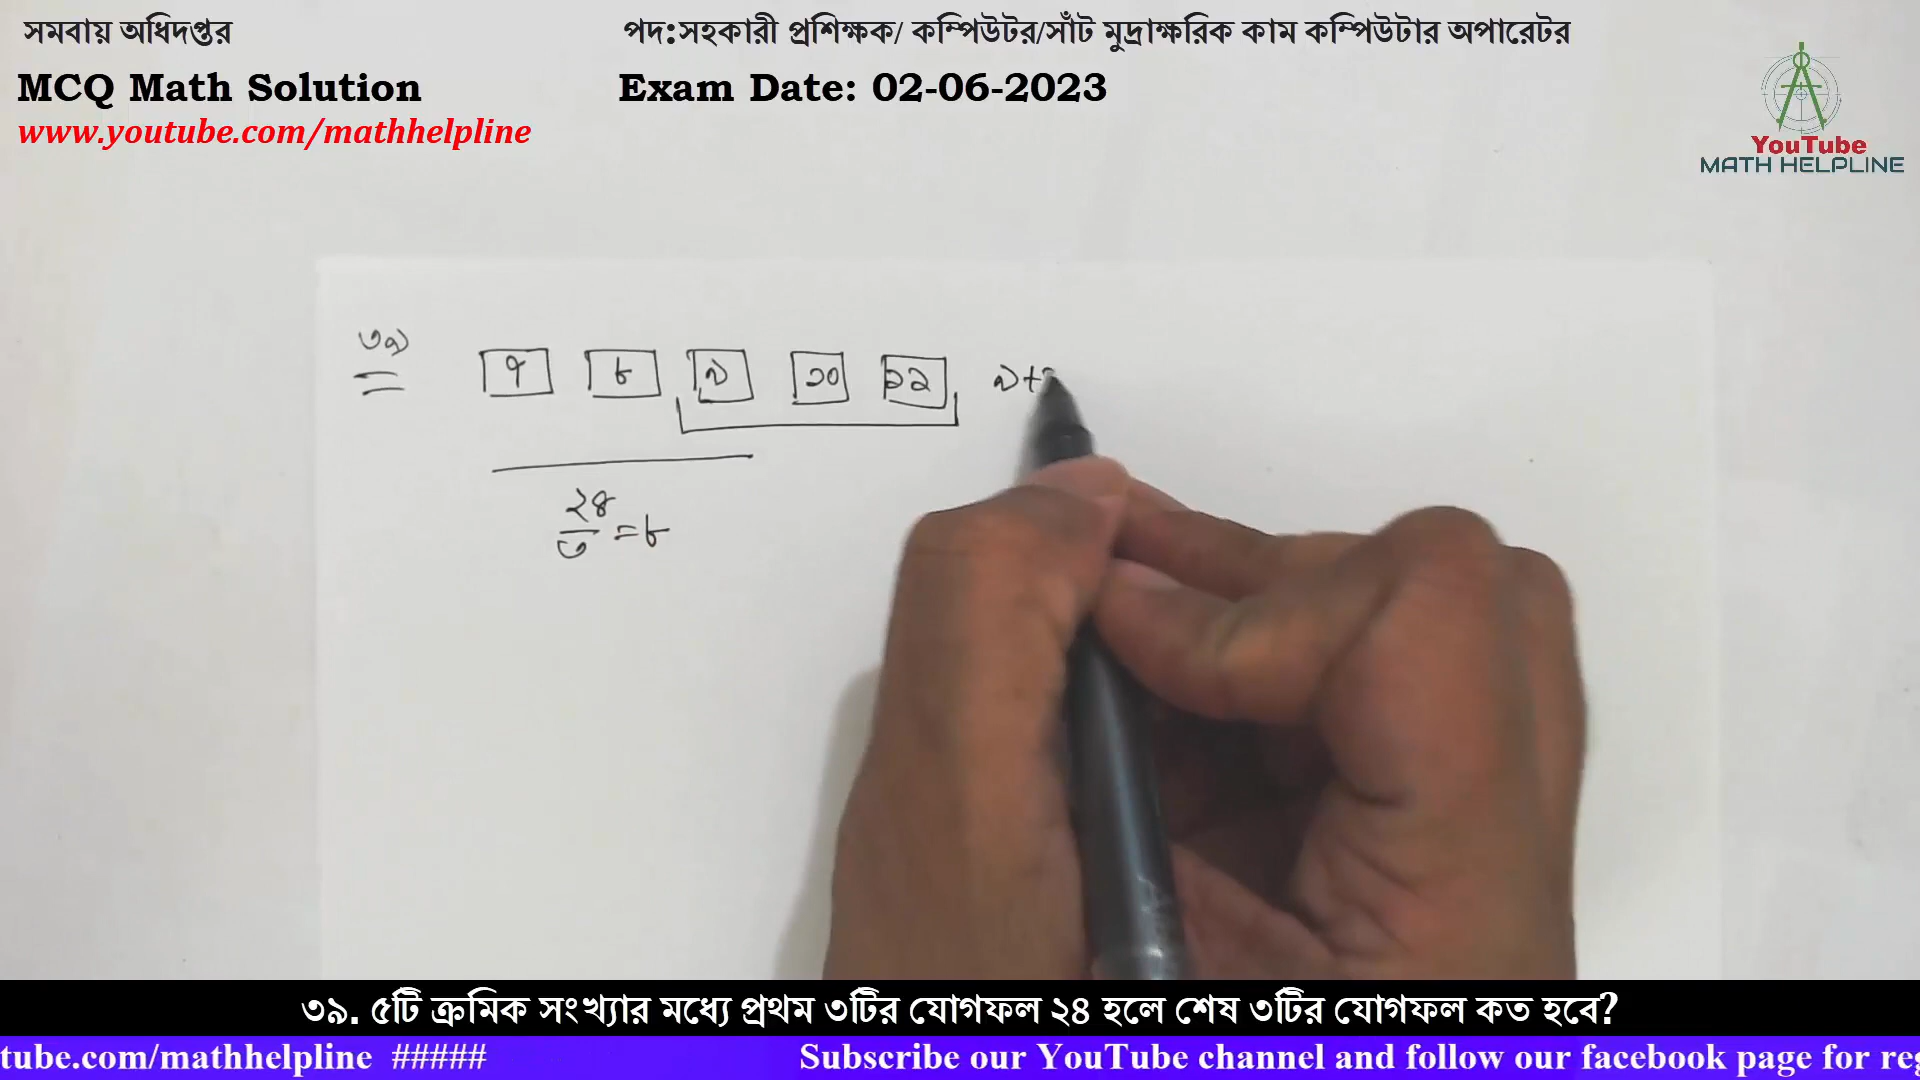 সমবায় অধিদপ্তর
পদ:সহকারী প্রশিক্ষক/ কম্পিউটর/সাঁট মুদ্রাক্ষরিক কাম কম্পিউটার অপারেটর
MCQ Math Solution
Exam Date: 02-06-2023
www.youtube.com/mathhelpline
YouTube
MATH HELPLINE
৩৯
৭ ৮ ৯ ১০ ১১ ৯+
২৪
৩ =৮
৩৯. ৫টি ক্রমিক সংখ্যার মধ্যে প্রথম ৩টির যোগফল ২৪ হলে শেষ ৩টির যোগফল কত হবে?
tube.com/mathhelpline ##### Subscribe our YouTube channel and follow our facebook page for reg